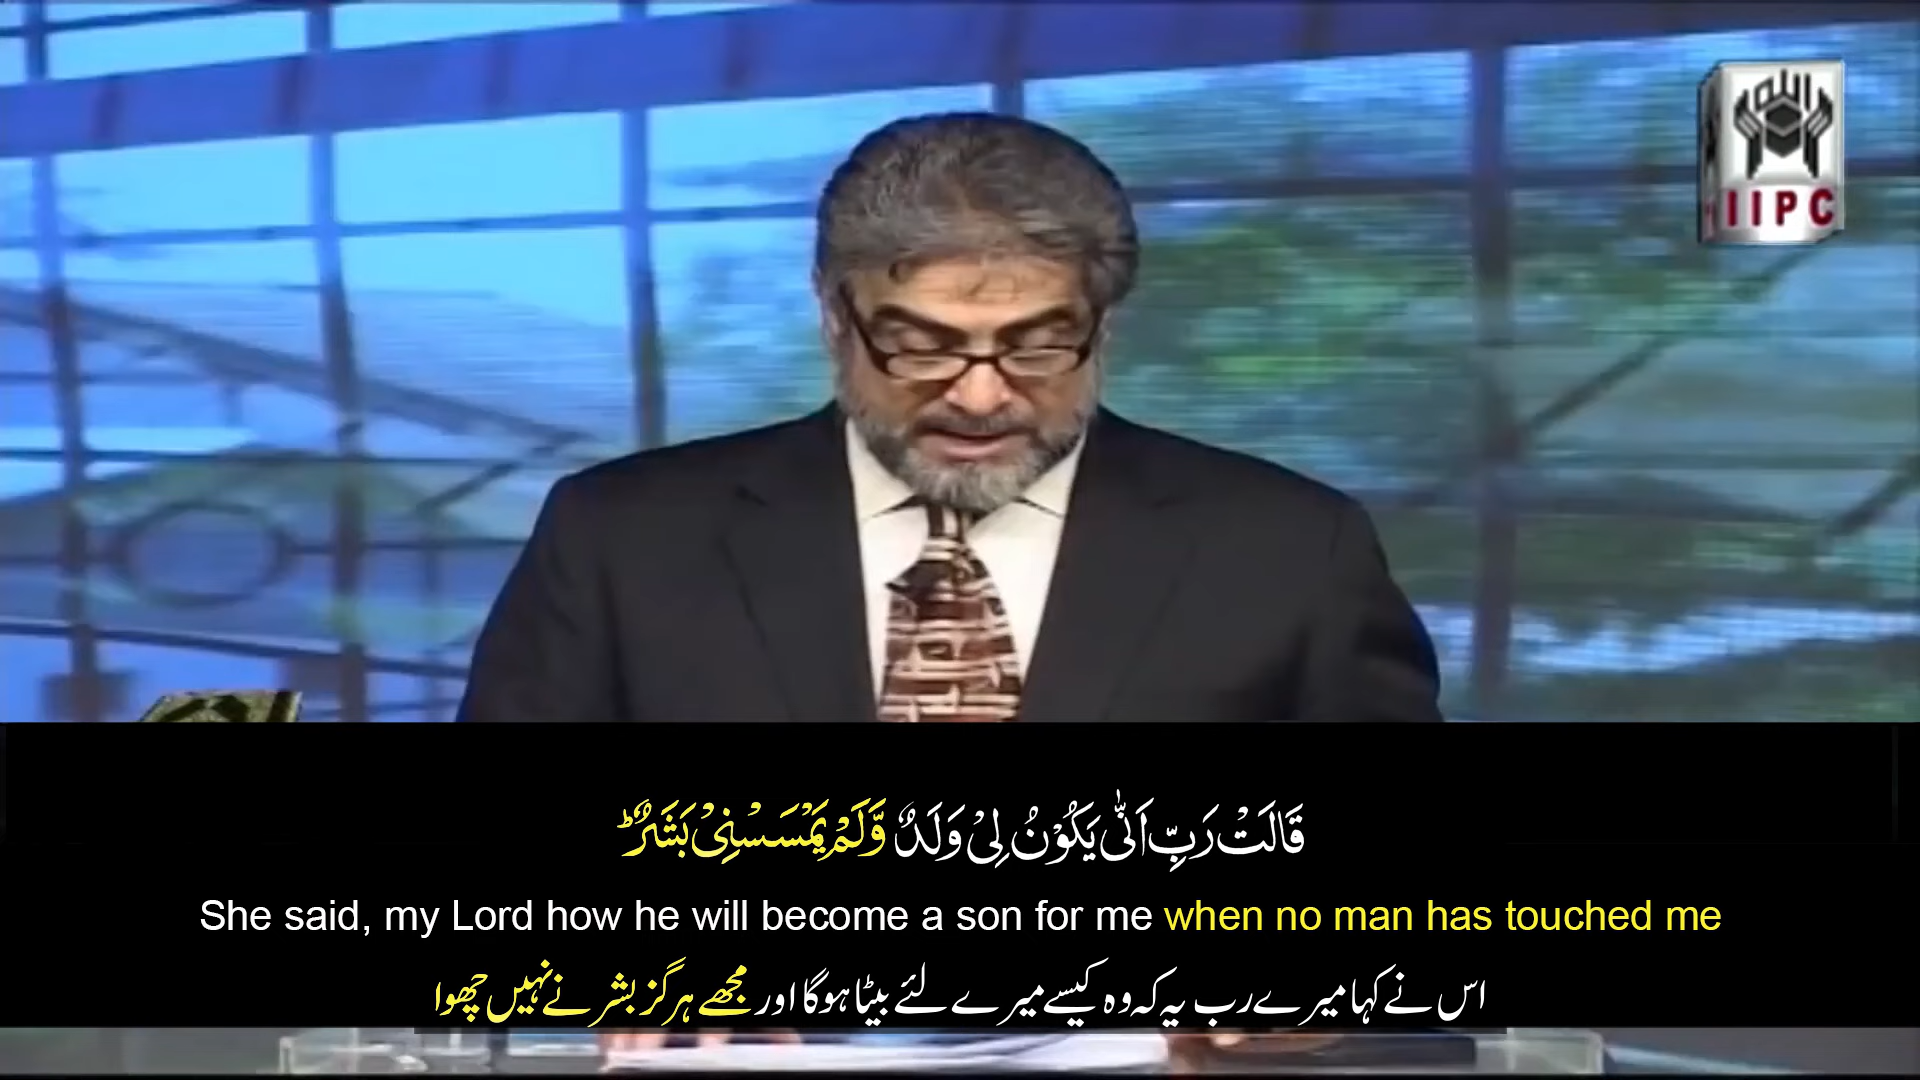 الله
IIPC
قَالَتْ رَبِّ اَنّٰى يَكُوْنُ لِىْ وَلَدٌ وَّلَمْ يَمْسَسْنِىْ بَشَرٌ ؕ
She said, my Lord how he will become a son for me when no man has touched me
اس نے کہا میرے رب یہ کہ وہ کیسے میرے لئے بیٹا ہوگا اور مجھے ہرگز بشر نے نہیں چھوا